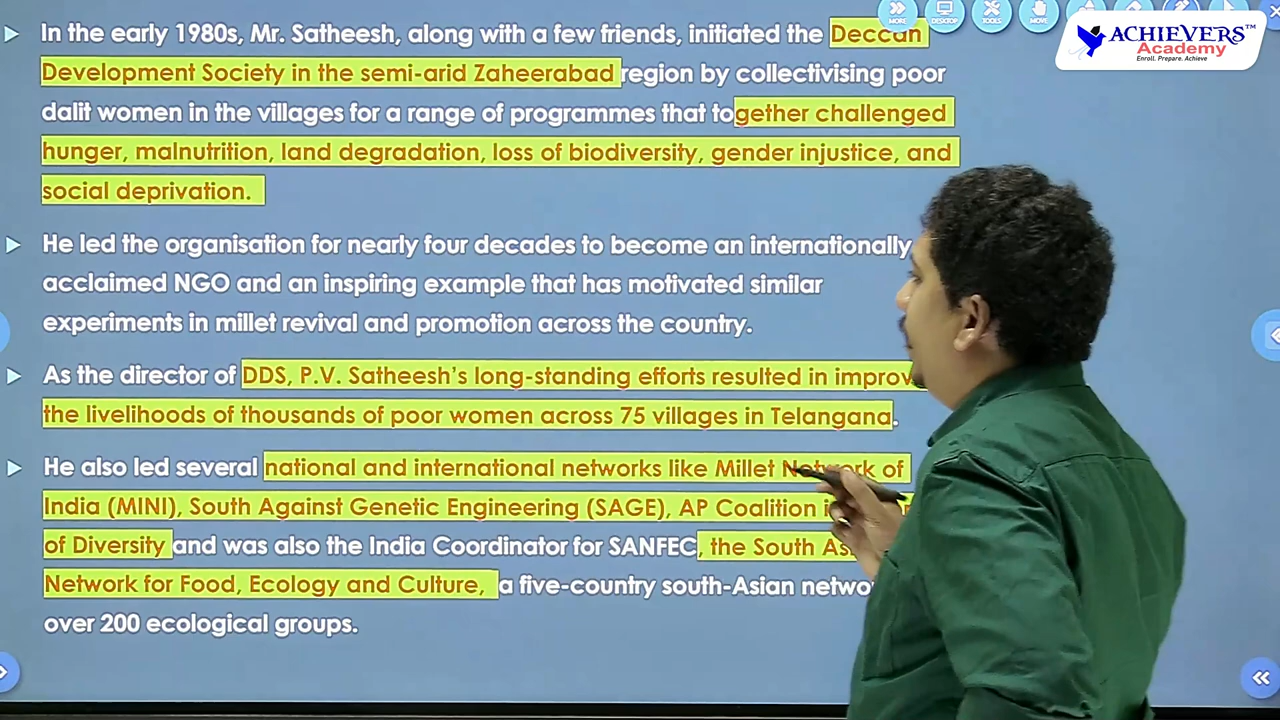 In the early 1980s, Mr. Satheesh, along with a few friends, initiated the Deccan
Development Society in the semi-arid Zaheerabad region by collectivising poor
dalit women in the villages for a range of programmes that together challenged
hunger, malnutrition, land degradation, loss of biodiversity, gender injustice, and
social deprivation.
He led the organisation for nearly four decades to become an internationally
acclaimed NGO and an inspiring example that has motivated similar
experiments in millet revival and promotion across the country.
As the director of DDS, P.V. Satheesh's long-standing efforts resulted in improv
the livelihoods of thousands of poor women across 75 villages in Telangana.
He also led several national and international networks like Millet Network of
India (MINI), South Against Genetic Engineering (SAGE), AP Coalition
of Diversity and was also the India Coordinator for SANFEC, the South
Network for Food, Ecology and Culture, a five-country south-Asian
over 200 ecological groups.
MORE
DESKTOP
TOOLS
MOVE
ACHIEVERS™
Academy
Enroll. Prepare. Achieve